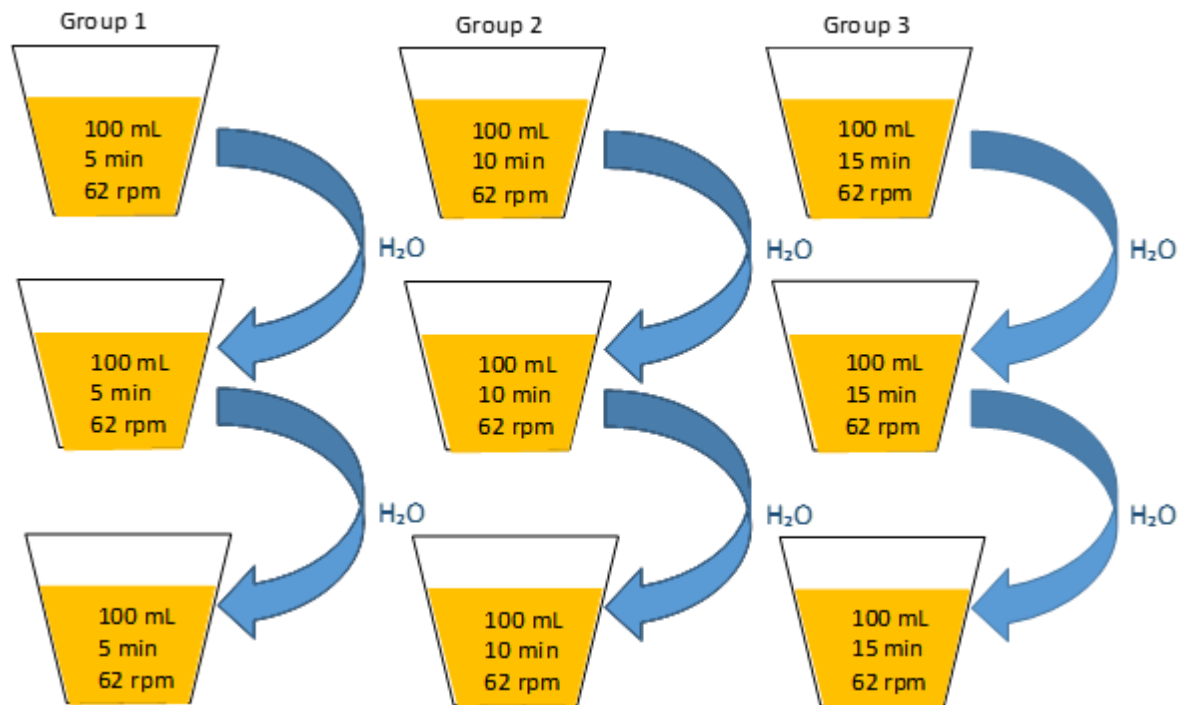 Group 1
Group 2
Group 3
100 mL
5 min
62 rpm
100 mL
10 min
62 rpm
100 mL
15 min
62 rpm
H₂O
H₂O
H₂O
100 mL
5 min
62 rpm
100 mL
10 min
62 rpm
100 mL
15 min
62 rpm
H₂O
H₂O
H₂O
100 mL
5 min
62 rpm
100 mL
10 min
62 rpm
100 mL
15 min
62 rpm